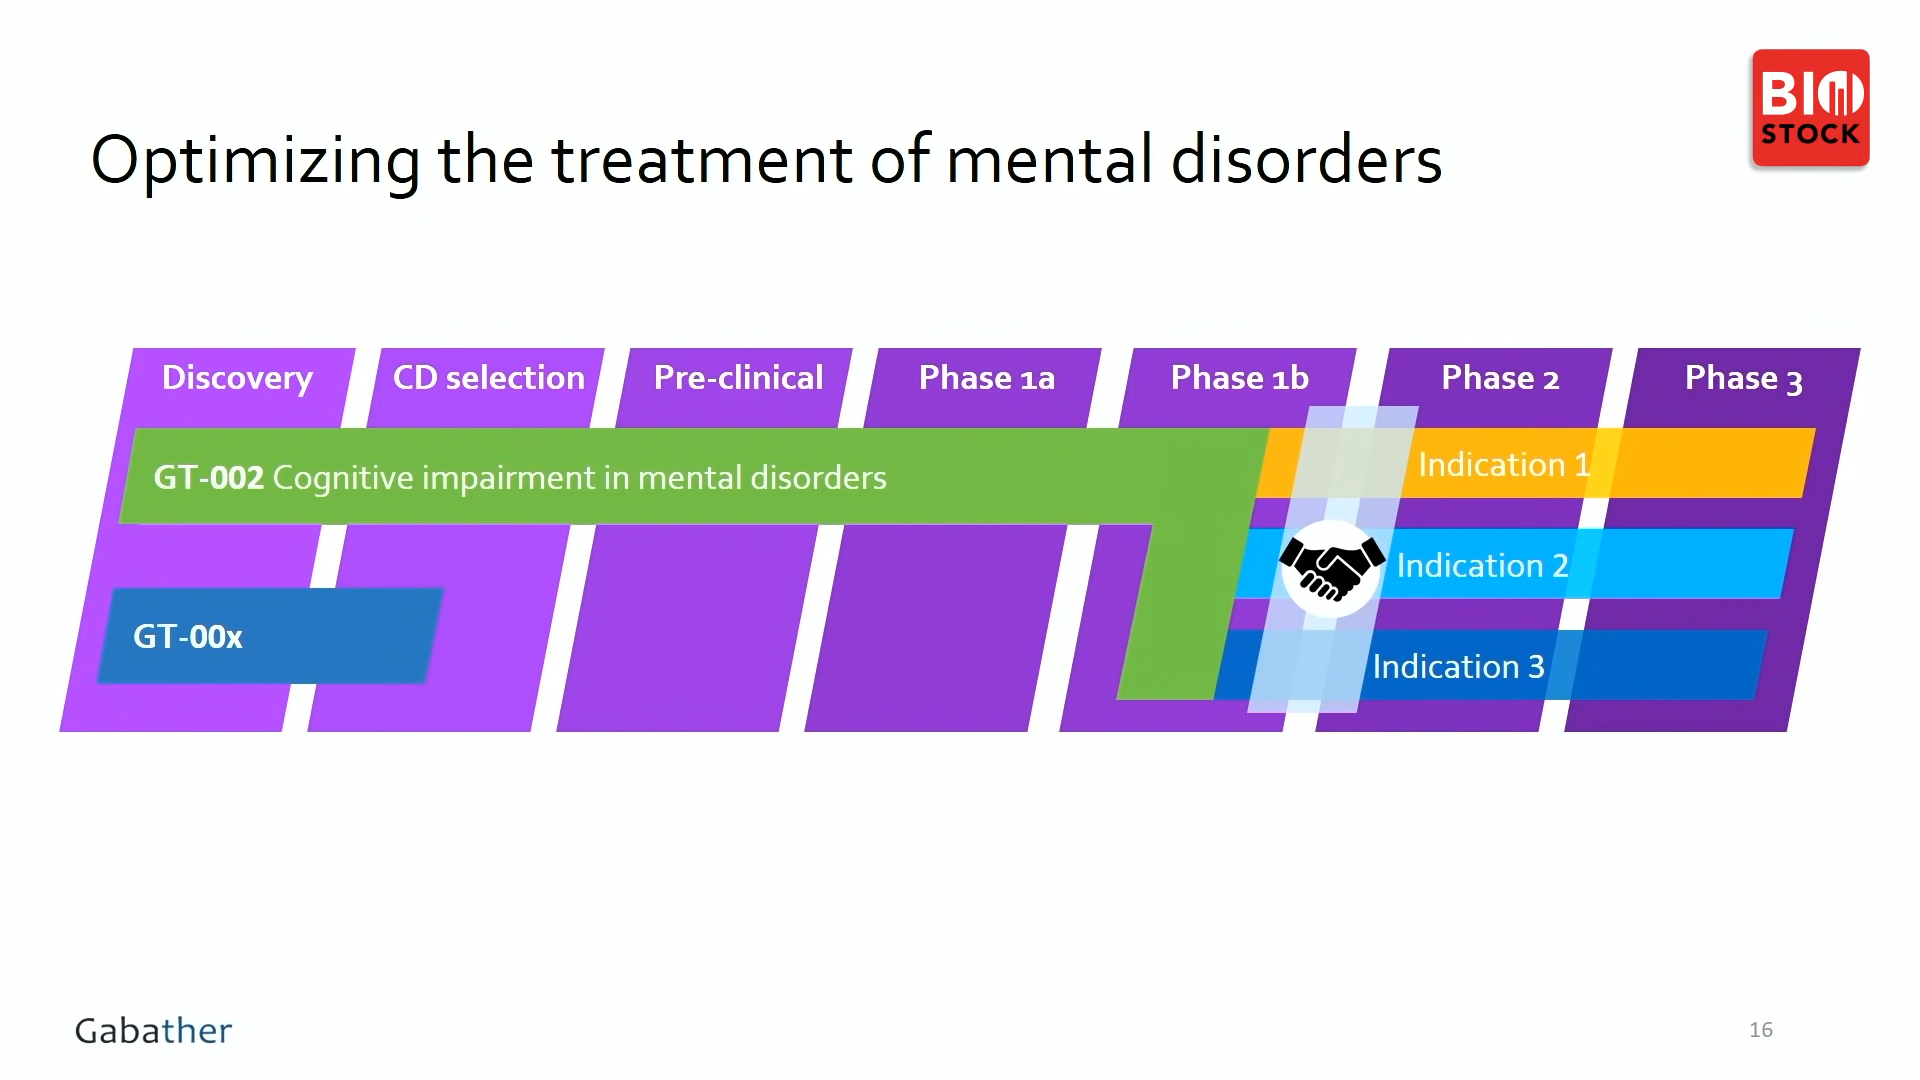 BIO
STOCK
Optimizing the treatment of mental disorders
Discovery CD selection Pre-clinical Phase 1a Phase 1b Phase 2 Phase 3
GT-002 Cognitive impairment in mental disorders
Indication 1
Indication 2
GT-00x
Indication 3
Gabather
16